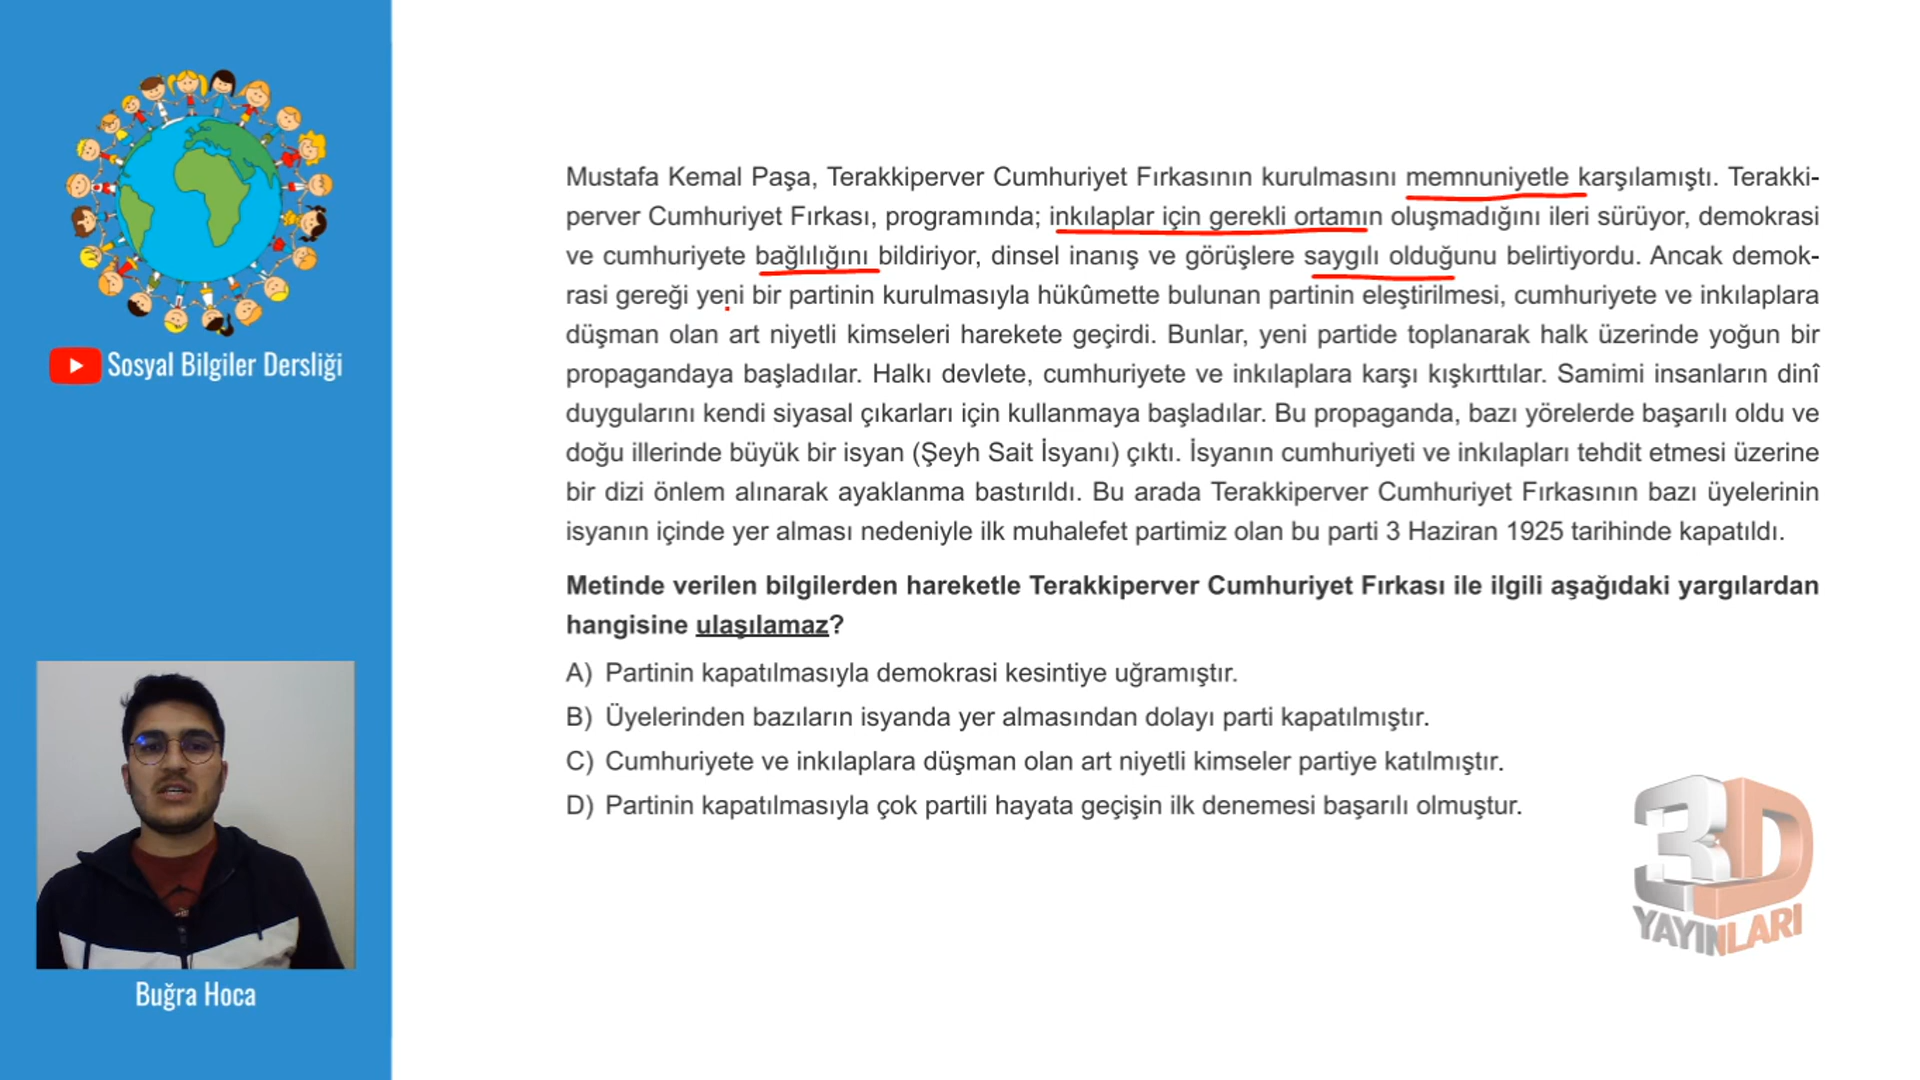 Sosyal Bilgiler Dersliği
Buğra Hoca
Mustafa Kemal Paşa, Terakkiperver Cumhuriyet Fırkasının kurulmasını memnuniyetle karşılamıştı. Terakki-
perver Cumhuriyet Fırkası, programında; inkılaplar için gerekli ortamın oluşmadığını ileri sürüyor, demokrasi
ve cumhuriyete bağlılığını bildiriyor, dinsel inanış ve görüşlere saygılı olduğunu belirtiyordu. Ancak demok-
rasi gereği yeni bir partinin kurulmasıyla hükûmette bulunan partinin eleştirilmesi, cumhuriyete ve inkılaplara
düşman olan art niyetli kimseleri harekete geçirdi. Bunlar, yeni partide toplanarak halk üzerinde yoğun bir
propagandaya başladılar. Halkı devlete, cumhuriyete ve inkılaplara karşı kışkırttılar. Samimi insanların dinî
duygularını kendi siyasal çıkarları için kullanmaya başladılar. Bu propaganda, bazı yörelerde başarılı oldu ve
doğu illerinde büyük bir isyan (Şeyh Sait İsyanı) çıktı. İsyanın cumhuriyeti ve inkılapları tehdit etmesi üzerine
bir dizi önlem alınarak ayaklanma bastırıldı. Bu arada Terakkiperver Cumhuriyet Fırkasının bazı üyelerinin
isyanın içinde yer alması nedeniyle ilk muhalefet partimiz olan bu parti 3 Haziran 1925 tarihinde kapatıldı.
Metinde verilen bilgilerden hareketle Terakkiperver Cumhuriyet Fırkası ile ilgili aşağıdaki yargılardan
hangisine ulaşılamaz?
A) Partinin kapatılmasıyla demokrasi kesintiye uğramıştır.
B) Üyelerinden bazıların isyanda yer almasından dolayı parti kapatılmıştır.
C) Cumhuriyete ve inkılaplara düşman olan art niyetli kimseler partiye katılmıştır.
D) Partinin kapatılmasıyla çok partili hayata geçişin ilk denemesi başarılı olmuştur.
3D
YAYINLARI